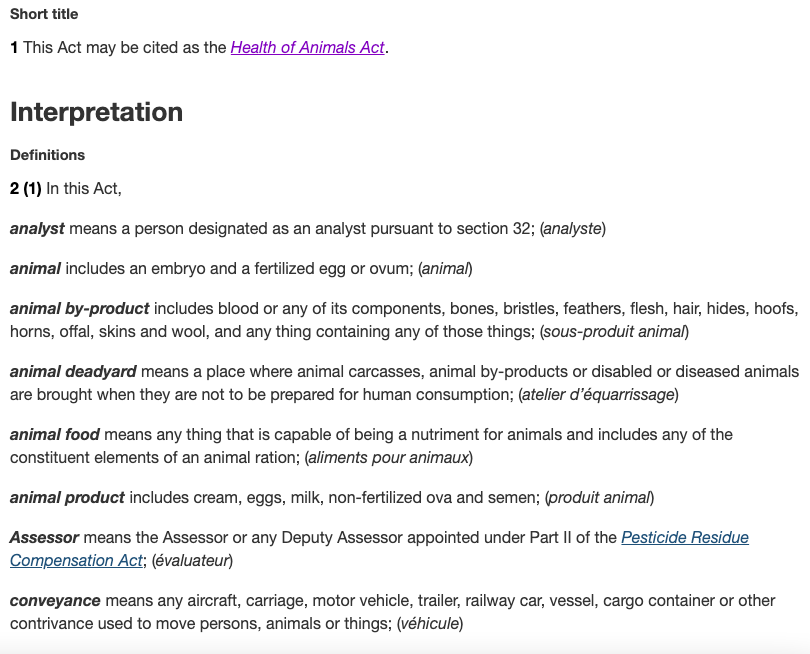 Short title
1 This Act may be cited as the Health of Animals Act.
Interpretation
Definitions
2 (1) In this Act,
analyst means a person designated as an analyst pursuant to section 32; (analyste)
animal includes an embryo and a fertilized egg or ovum; (animal)
animal by-product includes blood or any of its components, bones, bristles, feathers, flesh, hair, hides, hoofs,
horns, offal, skins and wool, and any thing containing any of those things; (sous-produit animal)
animal deadyard means a place where animal carcasses, animal by-products or disabled or diseased animals
are brought when they are not to be prepared for human consumption; (atelier d’équarrissage)
animal food means any thing that is capable of being a nutriment for animals and includes any of the
constituent elements of an animal ration; (aliments pour animaux)
animal product includes cream, eggs, milk, non-fertilized ova and semen; (produit animal)
Assessor means the Assessor or any Deputy Assessor appointed under Part II of the Pesticide Residue
Compensation Act; (évaluateur)
conveyance means any aircraft, carriage, motor vehicle, trailer, railway car, vessel, cargo container or other
contrivance used to move persons, animals or things; (véhicule)